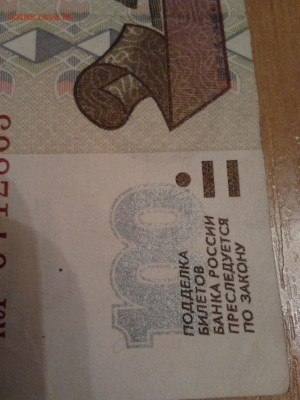 100
ПОДДЕЛКА
БИЛЕТОВ
БАНКА РОССИИ
ПРЕСЛЕДУЕТСЯ
ПО ЗАКОНУ